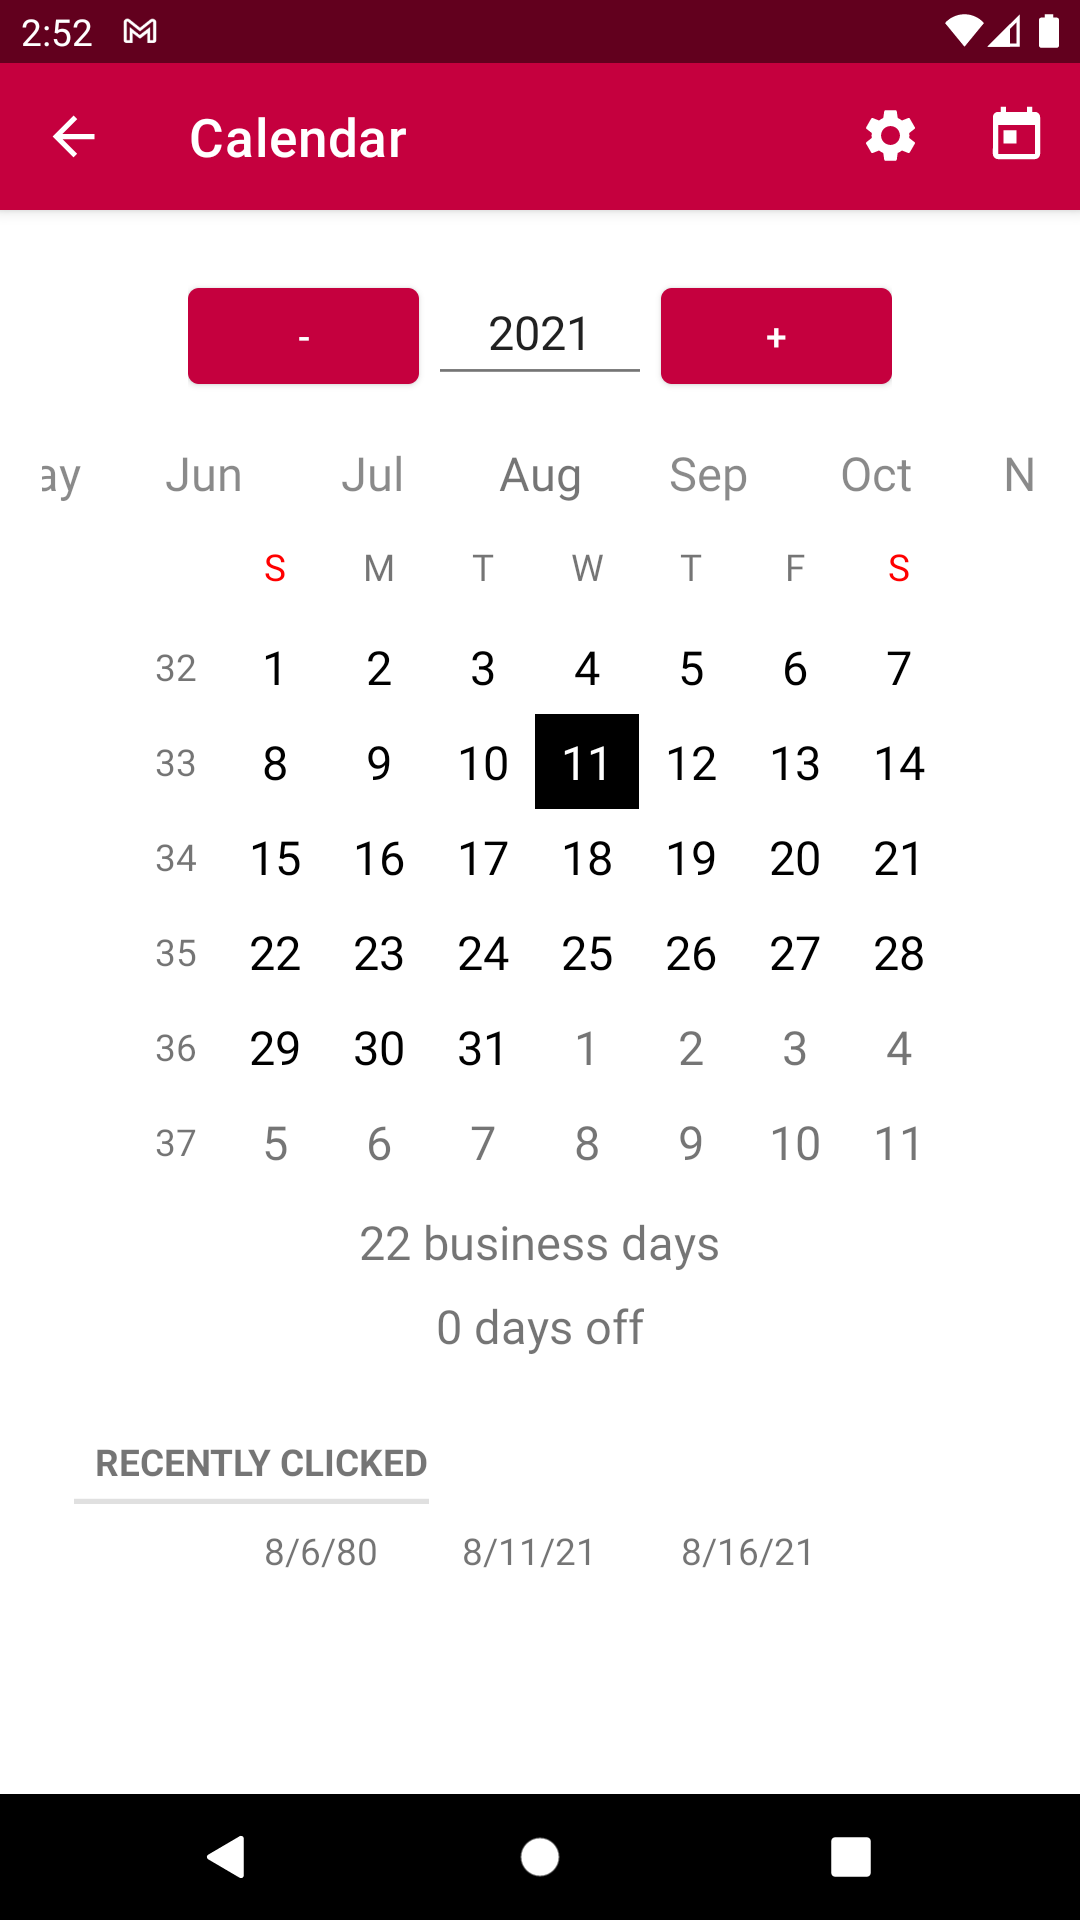 2:52
Calendar
- 2021 +
ay Jun Jul Aug Sep Oct N
S M T W T F S
32 1 2 3 4 5 6 7
33 8 9 10 11 12 13 14
34 15 16 17 18 19 20 21
35 22 23 24 25 26 27 28
36 29 30 31 1 2 3 4
37 5 6 7 8 9 10 11
22 business days
0 days off
RECENTLY CLICKED
8/6/80 8/11/21 8/16/21